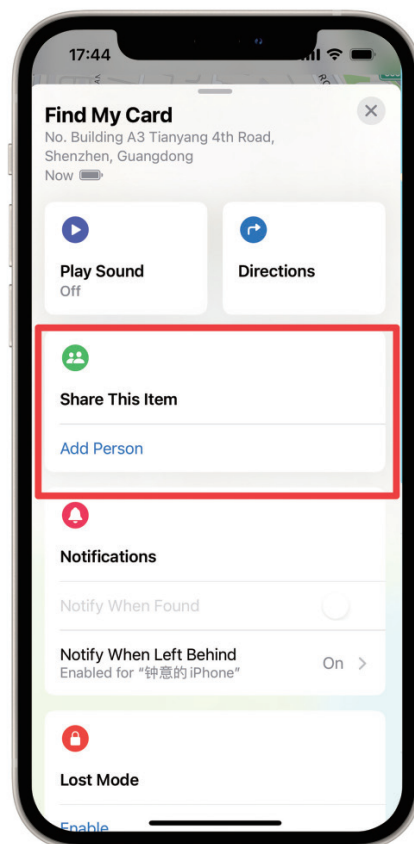 17:44
Find My Card
No. Building A3 Tianyang 4th Road,
Shenzhen, Guangdong
Now
Play Sound
Off
Directions
Share This Item
Add Person
Notifications
Notify When Found
Notify When Left Behind
Enabled for “钟意的 iPhone”
On
Lost Mode
Enable